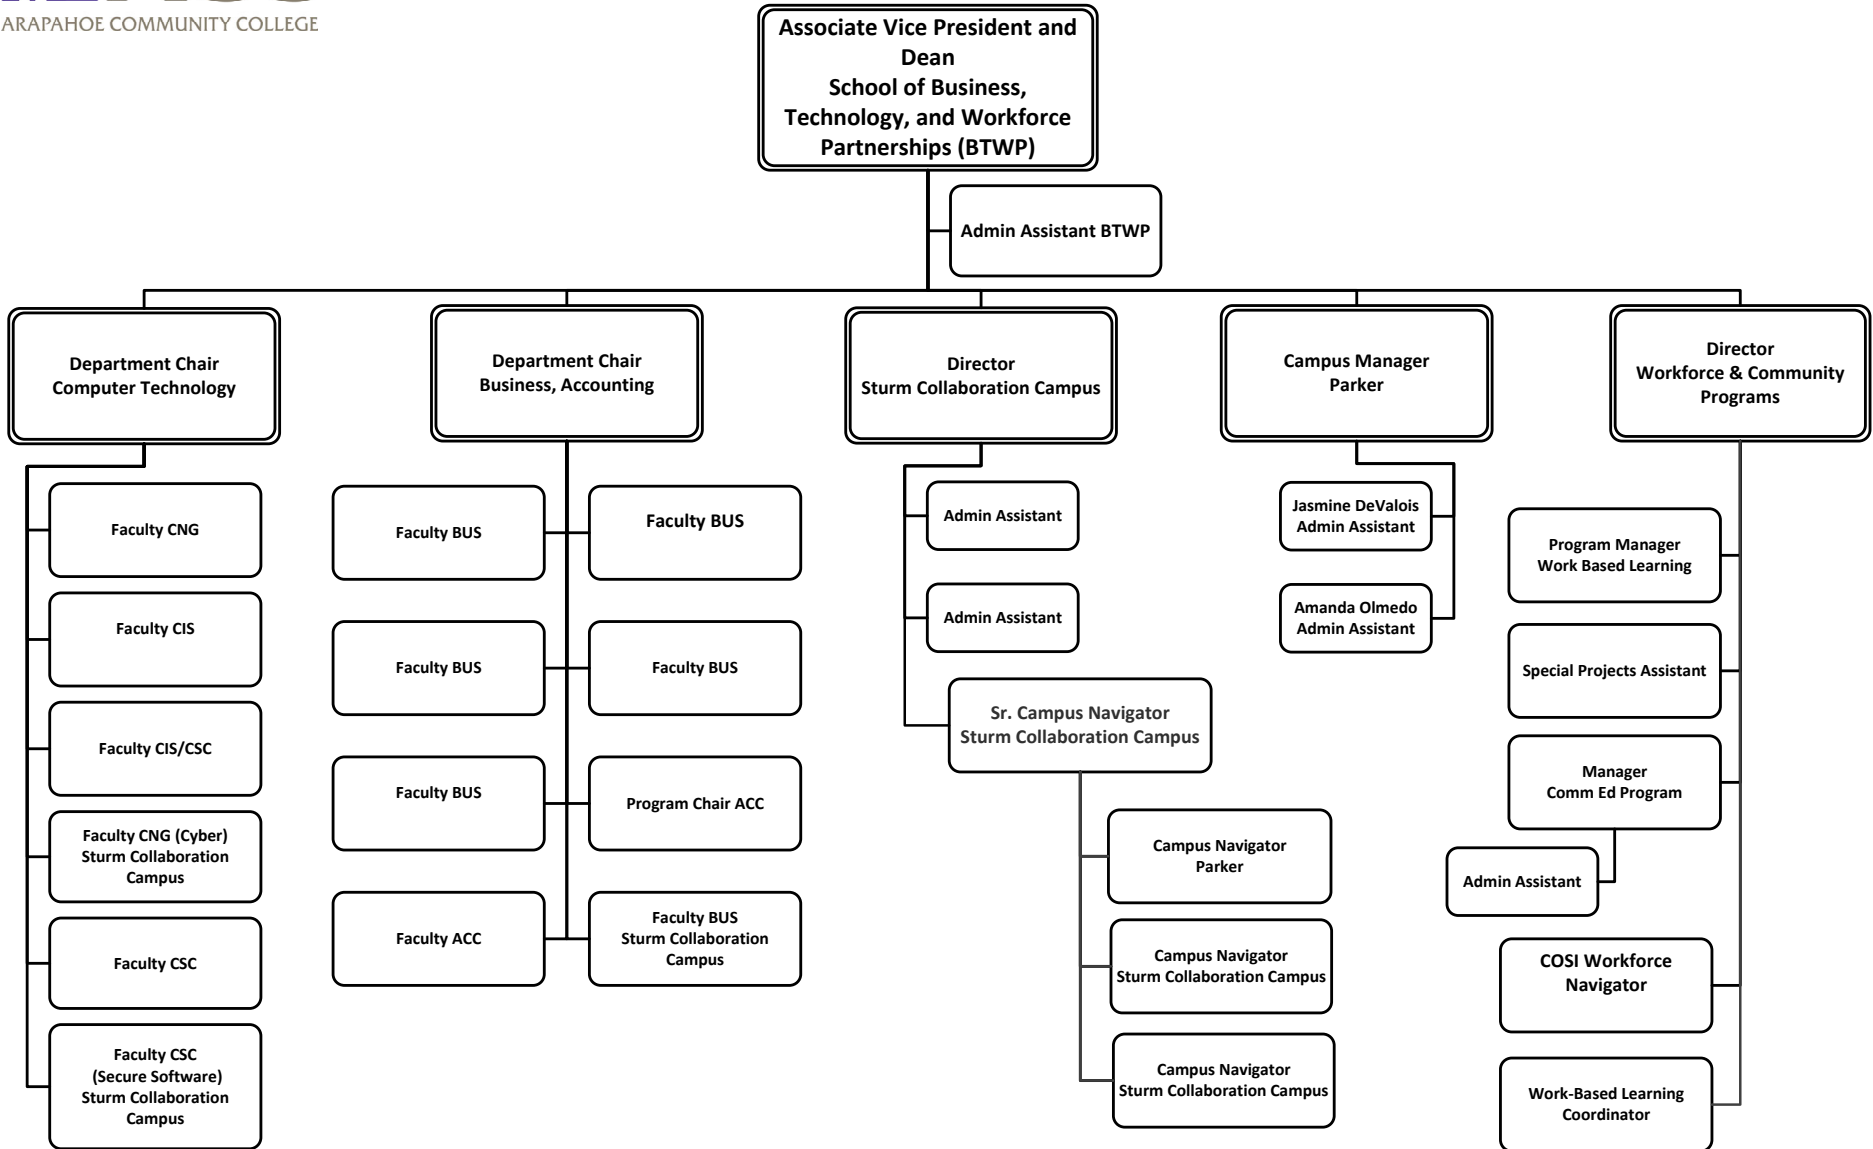 ARAPAHOE COMMUNITY COLLEGE
Associate Vice President and
Dean
School of Business,
Technology, and Workforce
Partnerships (BTWP)
Admin Assistant BTWP
Department Chair
Computer Technology
Department Chair
Business, Accounting
Director
Sturm Collaboration Campus
Campus Manager
Parker
Director
Workforce & Community
Programs
Faculty CNG
Faculty CIS
Faculty CIS/CSC
Faculty CNG (Cyber)
Sturm Collaboration
Campus
Faculty CSC
Faculty CSC
(Secure Software)
Sturm Collaboration
Campus
Faculty BUS
Faculty BUS
Faculty BUS
Faculty BUS
Faculty BUS
Program Chair ACC
Faculty ACC
Faculty BUS
Sturm Collaboration
Campus
Admin Assistant
Admin Assistant
Sr. Campus Navigator
Sturm Collaboration Campus
Campus Navigator
Parker
Campus Navigator
Sturm Collaboration Campus
Campus Navigator
Sturm Collaboration Campus
Jasmine DeValois
Admin Assistant
Amanda Olmedo
Admin Assistant
Program Manager
Work Based Learning
Special Projects Assistant
Manager
Comm Ed Program
Admin Assistant
COSI Workforce
Navigator
Work-Based Learning
Coordinator